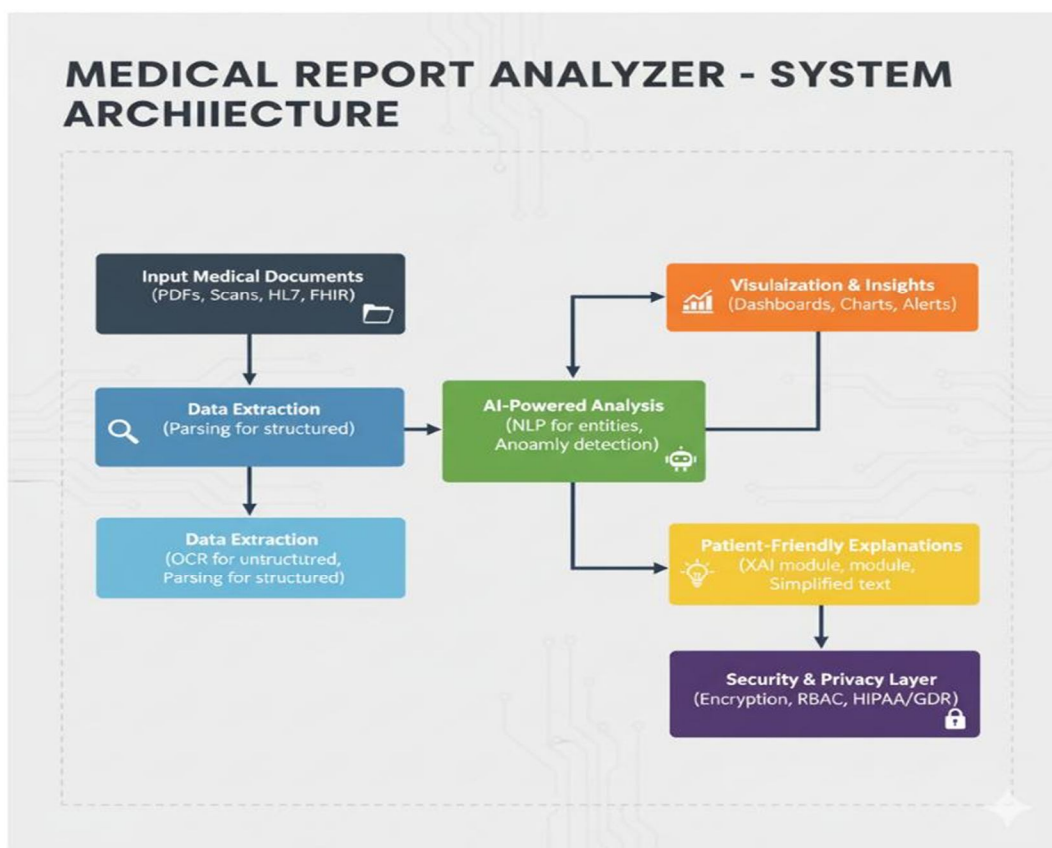 MEDICAL REPORT ANALYZER - SYSTEM
ARCHIIECTURE
Input Medical Documents
(PDFs, Scans, HL7, FHIR)
Data Extraction
(Parsing for structured)
Data Extraction
(OCR for untructitred,
Parsing for structured)
AI-Powered Analysis
(NLP for entities,
Anoamly detection)
Visulaization & Insights
(Dashboards, Charts, Alerts)
Patient-Friendly Explanations
(XAI module, module,
Simplified text
Security & Privacy Layer
(Encryption, RBAC, HIPAA/GDR)